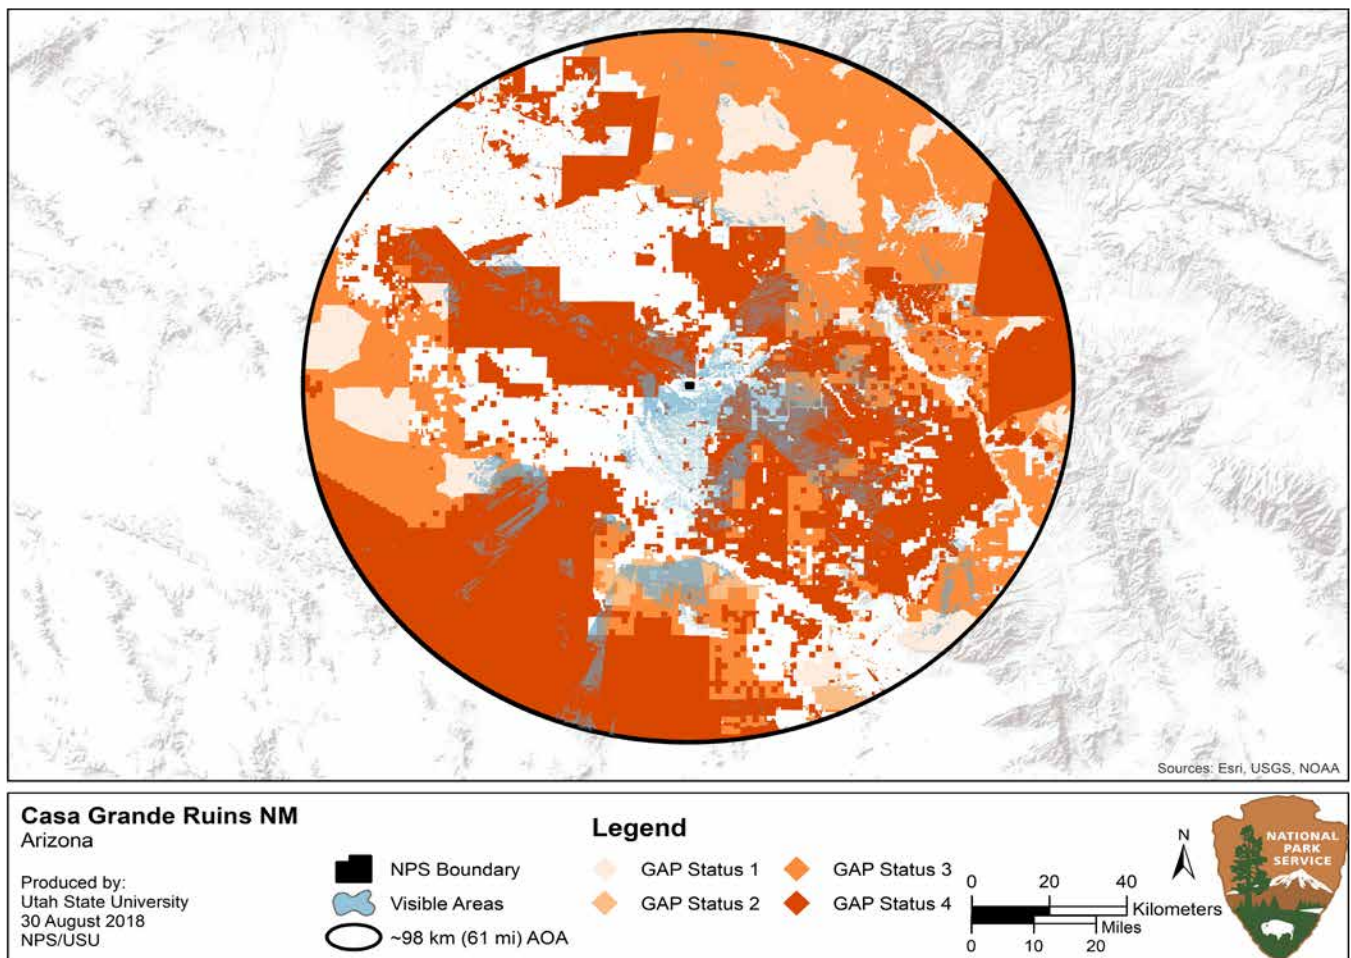 Sources: Esri, USGS, NOAA
Casa Grande Ruins NM
Arizona
Produced by:
Utah State University
30 August 2018
NPS/USU
Legend
NPS Boundary
Visible Areas
~98 km (61 mi) AOA
GAP Status 1
GAP Status 2
GAP Status 3
GAP Status 4
0 20 40
Kilometers
Miles
0 10 20
N
NATIONAL
PARK
SERVICE